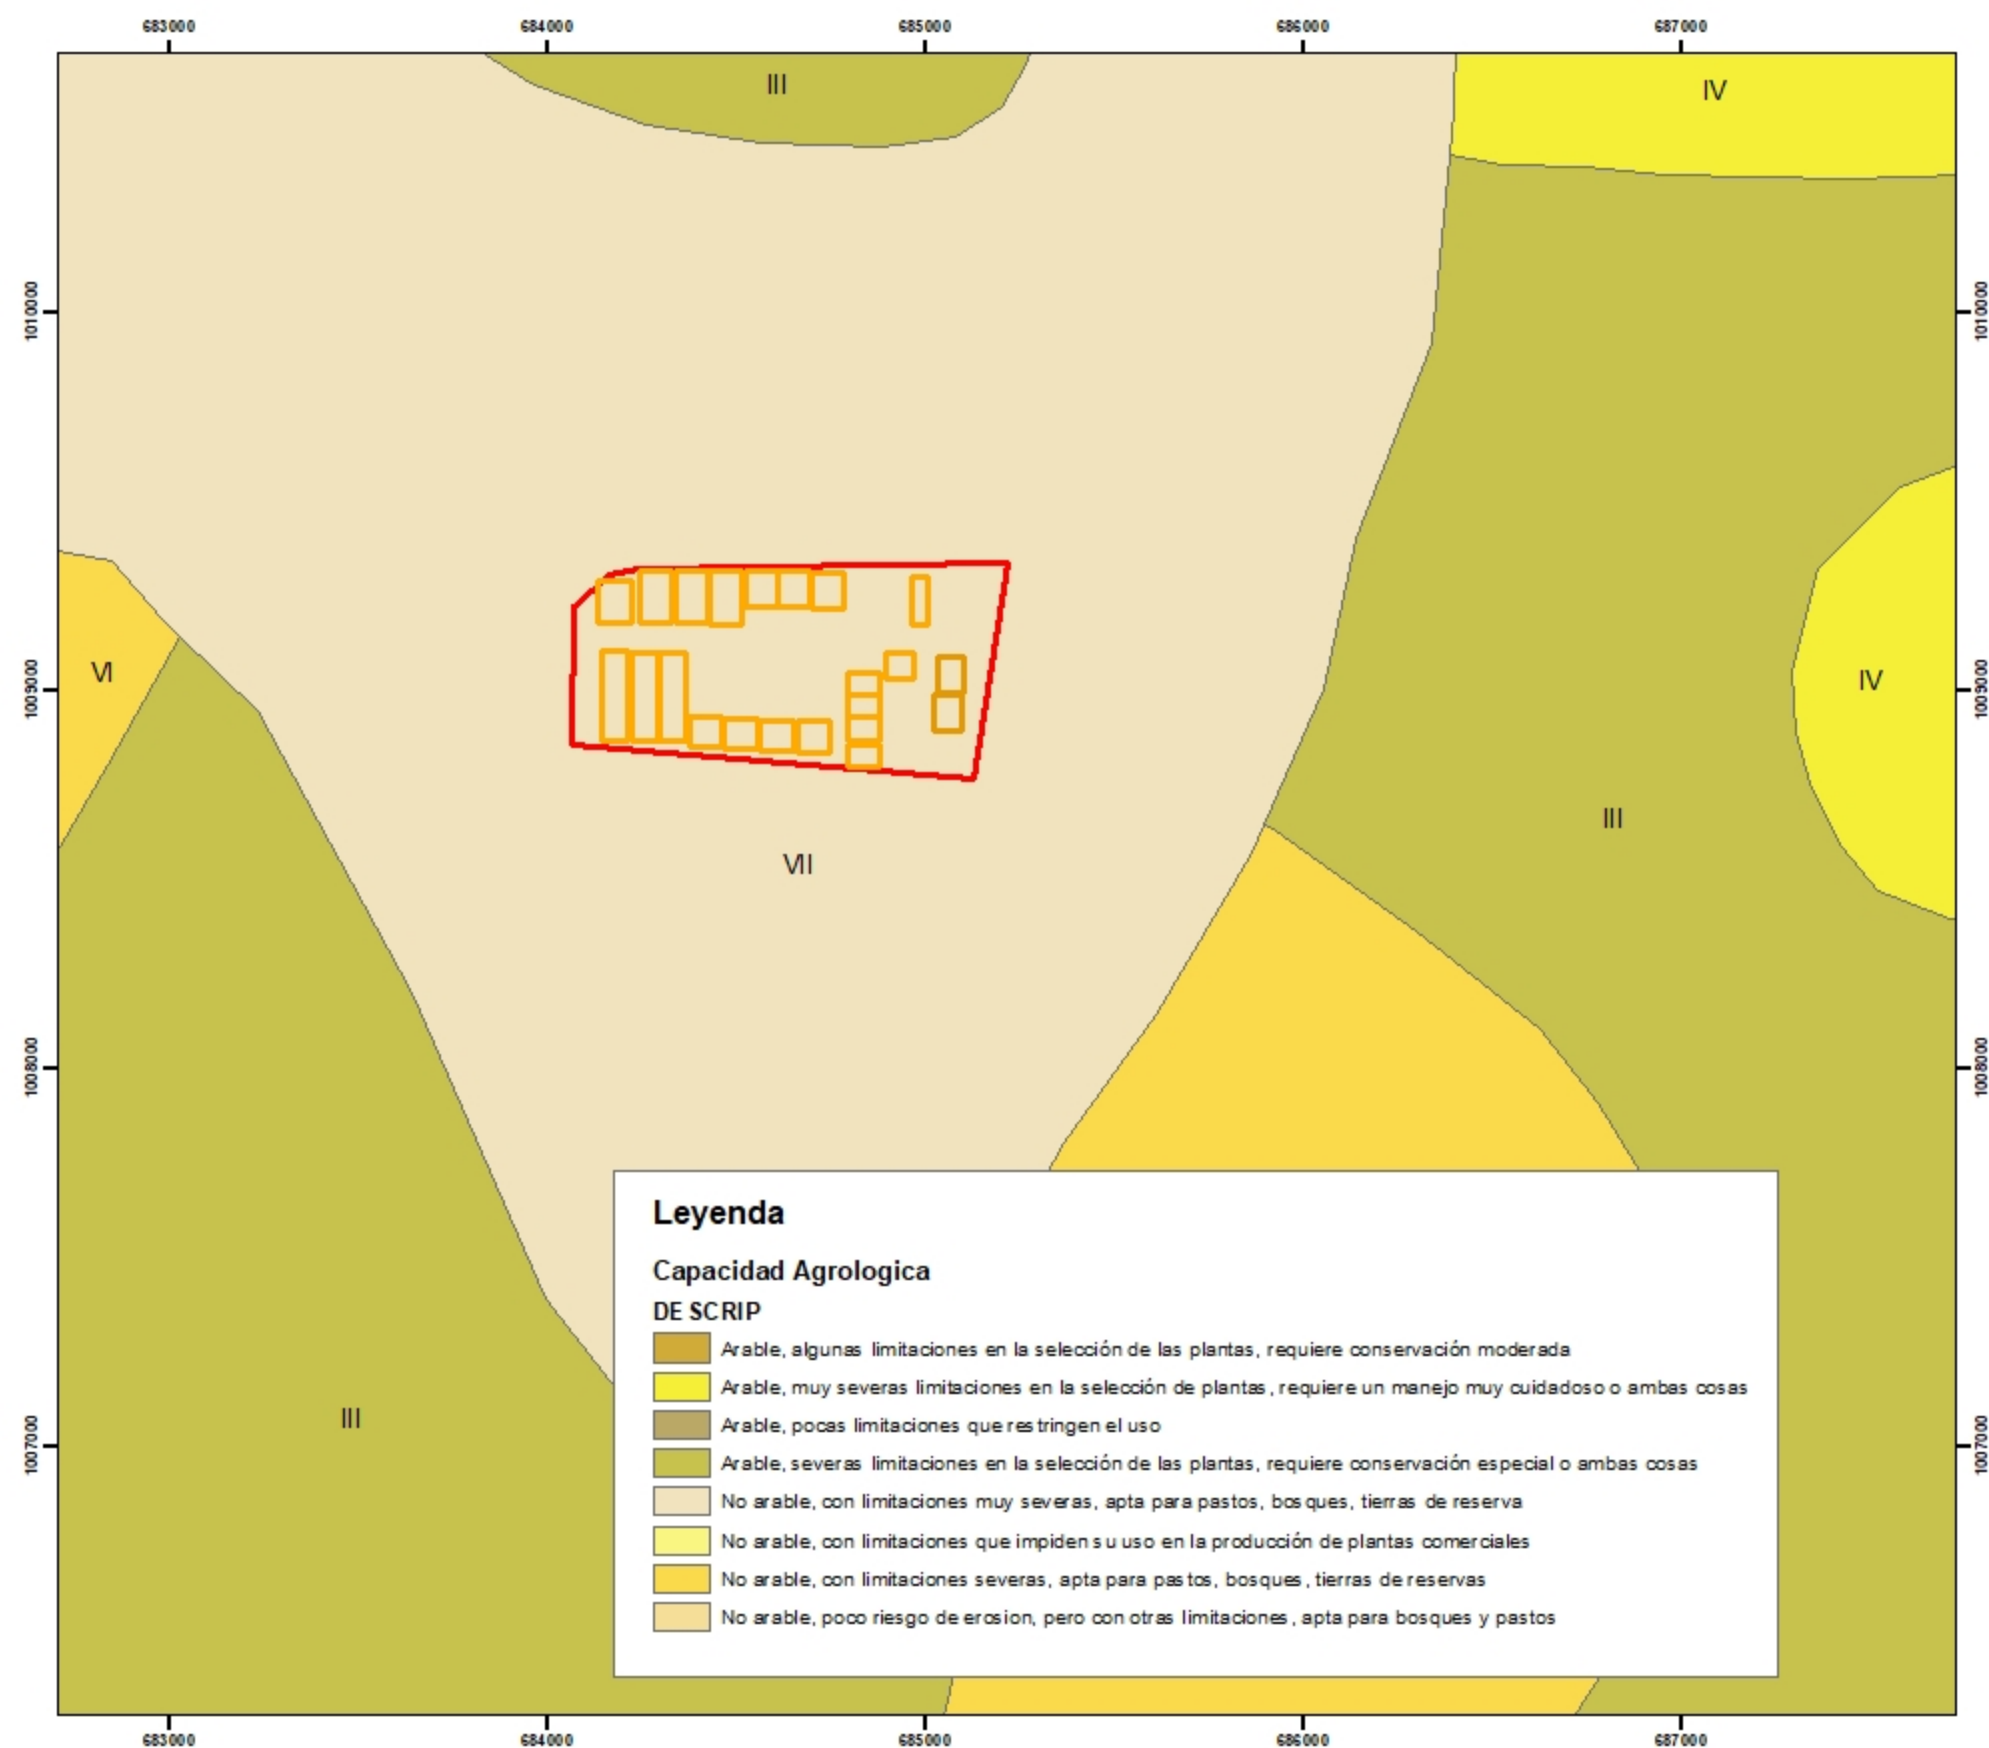 683000 684000 685000 686000 687000
III
IV
1010000 1010000
VI
1009000 1009000
IV
III
VII
1008000 1008000
Leyenda
Capacidad Agrologica
DESCRIP
Arable, algunas limitaciones en la selección de las plantas, requiere conservación moderada
Arable, muy severas limitaciones en la selección de plantas, requiere un manejo muy cuidadoso o ambas cosas
Arable, pocas limitaciones que restringen el uso
Arable, severas limitaciones en la selección de las plantas, requiere conservación especial o ambas cosas
No arable, con limitaciones muy severas, apta para pastos, bosques, tierras de reserva
No arable, con limitaciones que impiden su uso en la producción de plantas comerciales
No arable, con limitaciones severas, apta para pastos, bosques, tierras de reservas
No arable, poco riesgo de erosion, pero con otras limitaciones, apta para bosques y pastos
III
1007000 1007000
683000 684000 685000 686000 687000